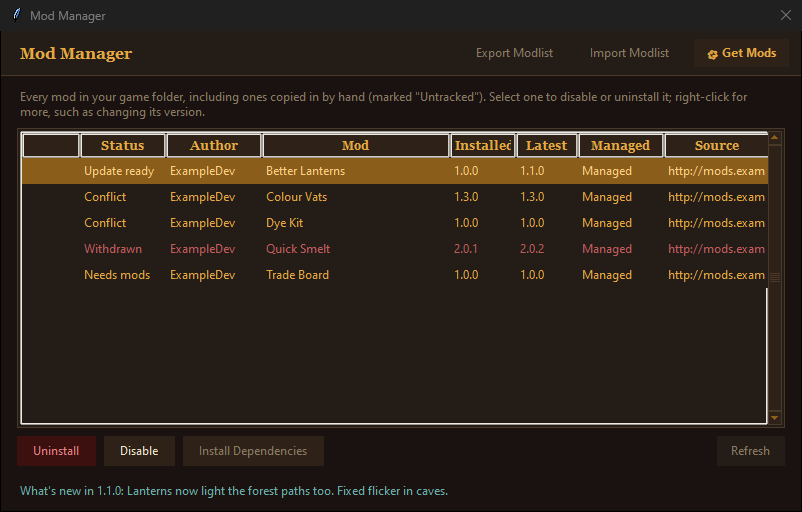 Mod Manager
Mod Manager
Export Modlist
Import Modlist
Get Mods
Every mod in your game folder, including ones copied in by hand (marked "Untracked"). Select one to disable or uninstall it; right-click for
more, such as changing its version.
Status Author Mod Installed Latest Managed Source
Update ready ExampleDev Better Lanterns 1.0.0 1.1.0 Managed http://mods.exam
Conflict ExampleDev Colour Vats 1.3.0 1.3.0 Managed http://mods.exam
Conflict ExampleDev Dye Kit 1.0.0 1.0.0 Managed http://mods.exam
Withdrawn ExampleDev Quick Smelt 2.0.1 2.0.2 Managed http://mods.exam
Needs mods ExampleDev Trade Board 1.0.0 1.0.0 Managed http://mods.exam
Uninstall
Disable
Install Dependencies
Refresh
What's new in 1.1.0: Lanterns now light the forest paths too. Fixed flicker in caves.